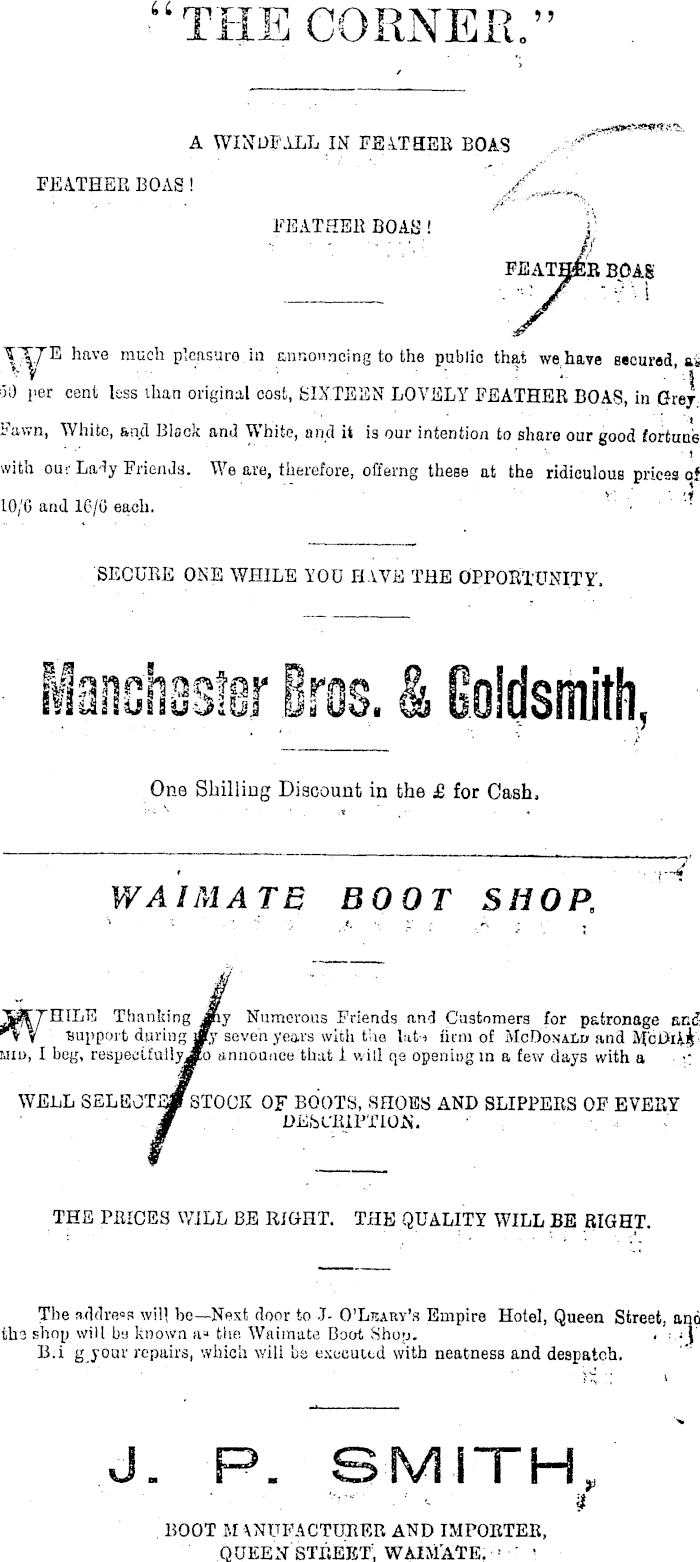 "THE CORNER."
A WINDFALL IN FEATHER BOAS
FEATHER BOAS!
FEATHER BOAS!
FEATHER BOAS
WE have much pleasure in announcing to the public that we have secured, as
50 per cent less than original cost, SIXTEEN LOVELY FEATHER BOAS, in Grey,
Fawn, White, and Black and White, and it is our intention to share our good fortune
with our Lady Friends. We are, therefore, offerng these at the ridiculous prices of
10/6 and 16/6 each.
SECURE ONE WHILE YOU HAVE THE OPPORTUNITY.
Manchester Bros. & Goldsmith,
One Shilling Discount in the £ for Cash.
WAIMATE BOOT SHOP.
WHILE Thanking my Numerous Friends and Customers for patronage and
support during my seven years with the late firm of McDONALD and McDIAR-
MID, I beg, respectfully to announce that I will qe opening in a few days with a
WELL SELECTED STOCK OF BOOTS, SHOES AND SLIPPERS OF EVERY
DESCRIPTION.
THE PRICES WILL BE RIGHT. THE QUALITY WILL BE RIGHT.
The address will be—Next door to J. O'LEARY's Empire Hotel, Queen Street, and
the shop will be known as the Waimate Boot Shop.
your repairs, which will be executed with neatness and despatch.
J. P. SMITH,
BOOT MANUFACTURER AND IMPORTER,
QUEEN STREET, WAIMATE.